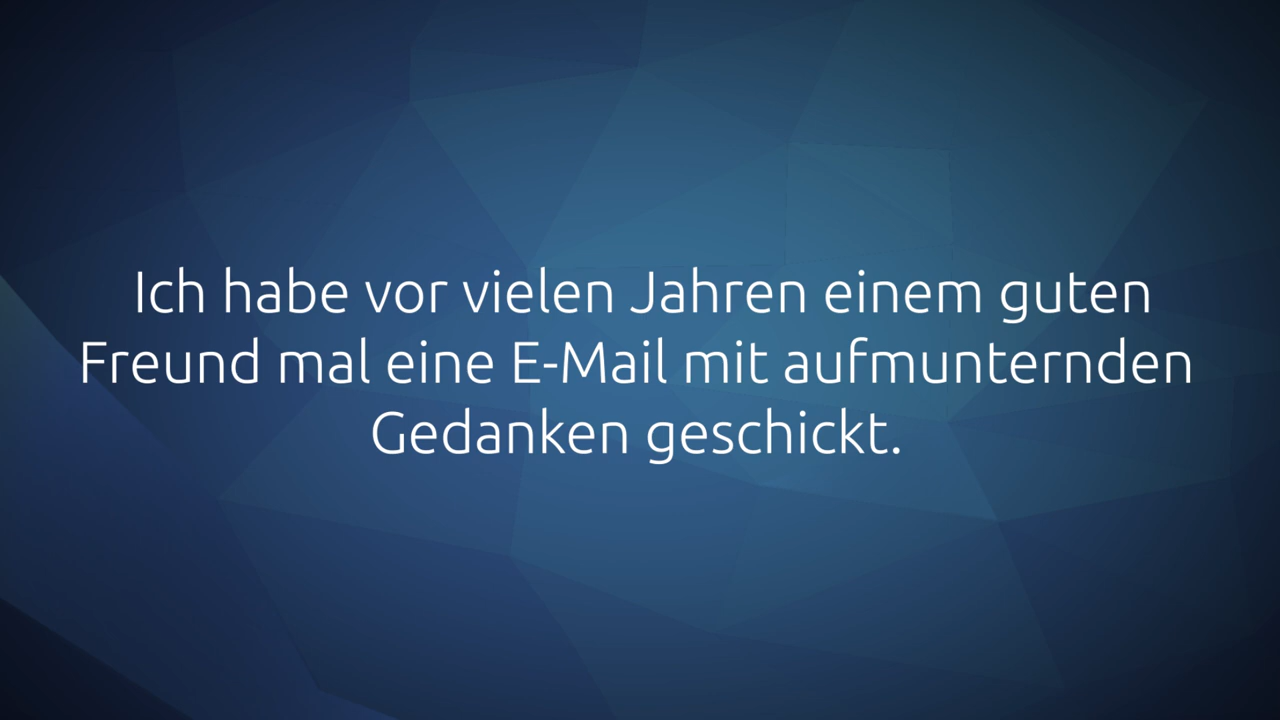 Ich habe vor vielen Jahren einem guten
Freund mal eine E-Mail mit aufmunternden
Gedanken geschickt.